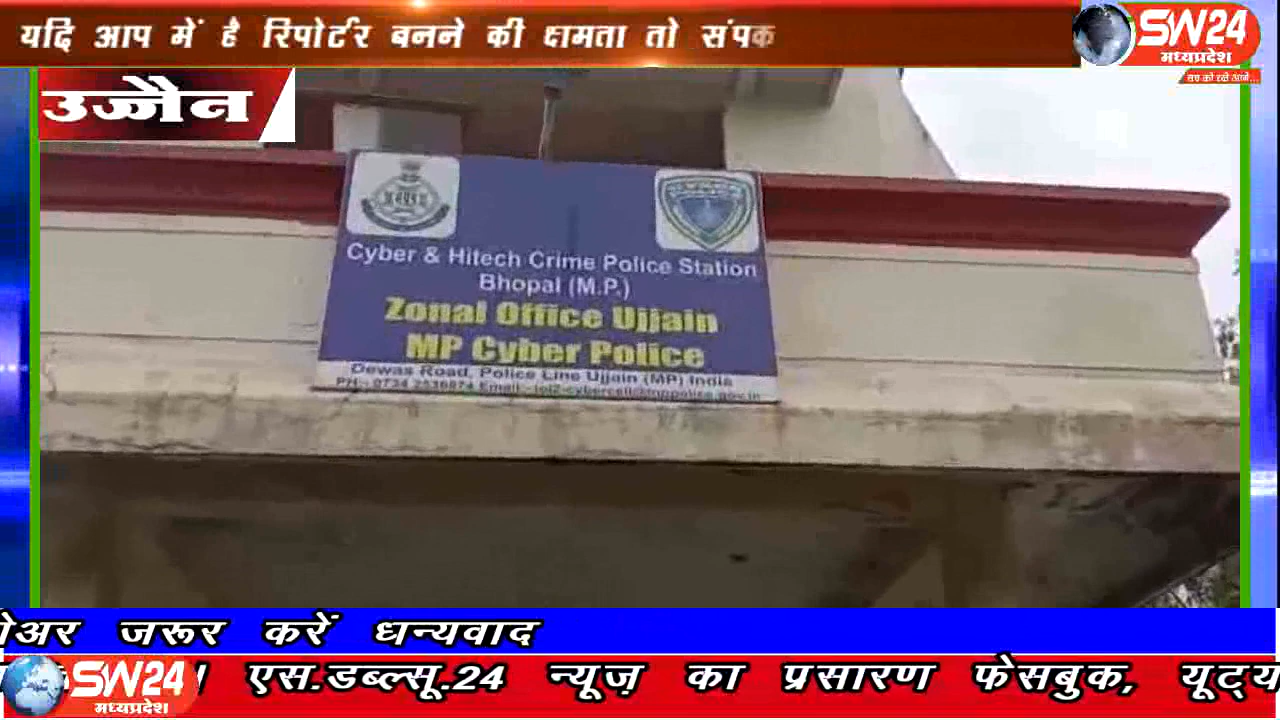 यदि आप में है रिपोर्टर बनने की क्षमता तो संपक
SW24
मध्यप्रदेश
उज्जैन
Cyber & Hitech Crime Police Station
Bhopal (M.P.)
Zonal Office Ujjain
MP Cyber Police
Dewas Road, Police Line Ujjain (MP) India
जरूर करें धन्यवाद
SW24
मध्यप्रदेश
एस.डब्ल्सू.24 न्यूज़ का प्रसारण फेसबुक,